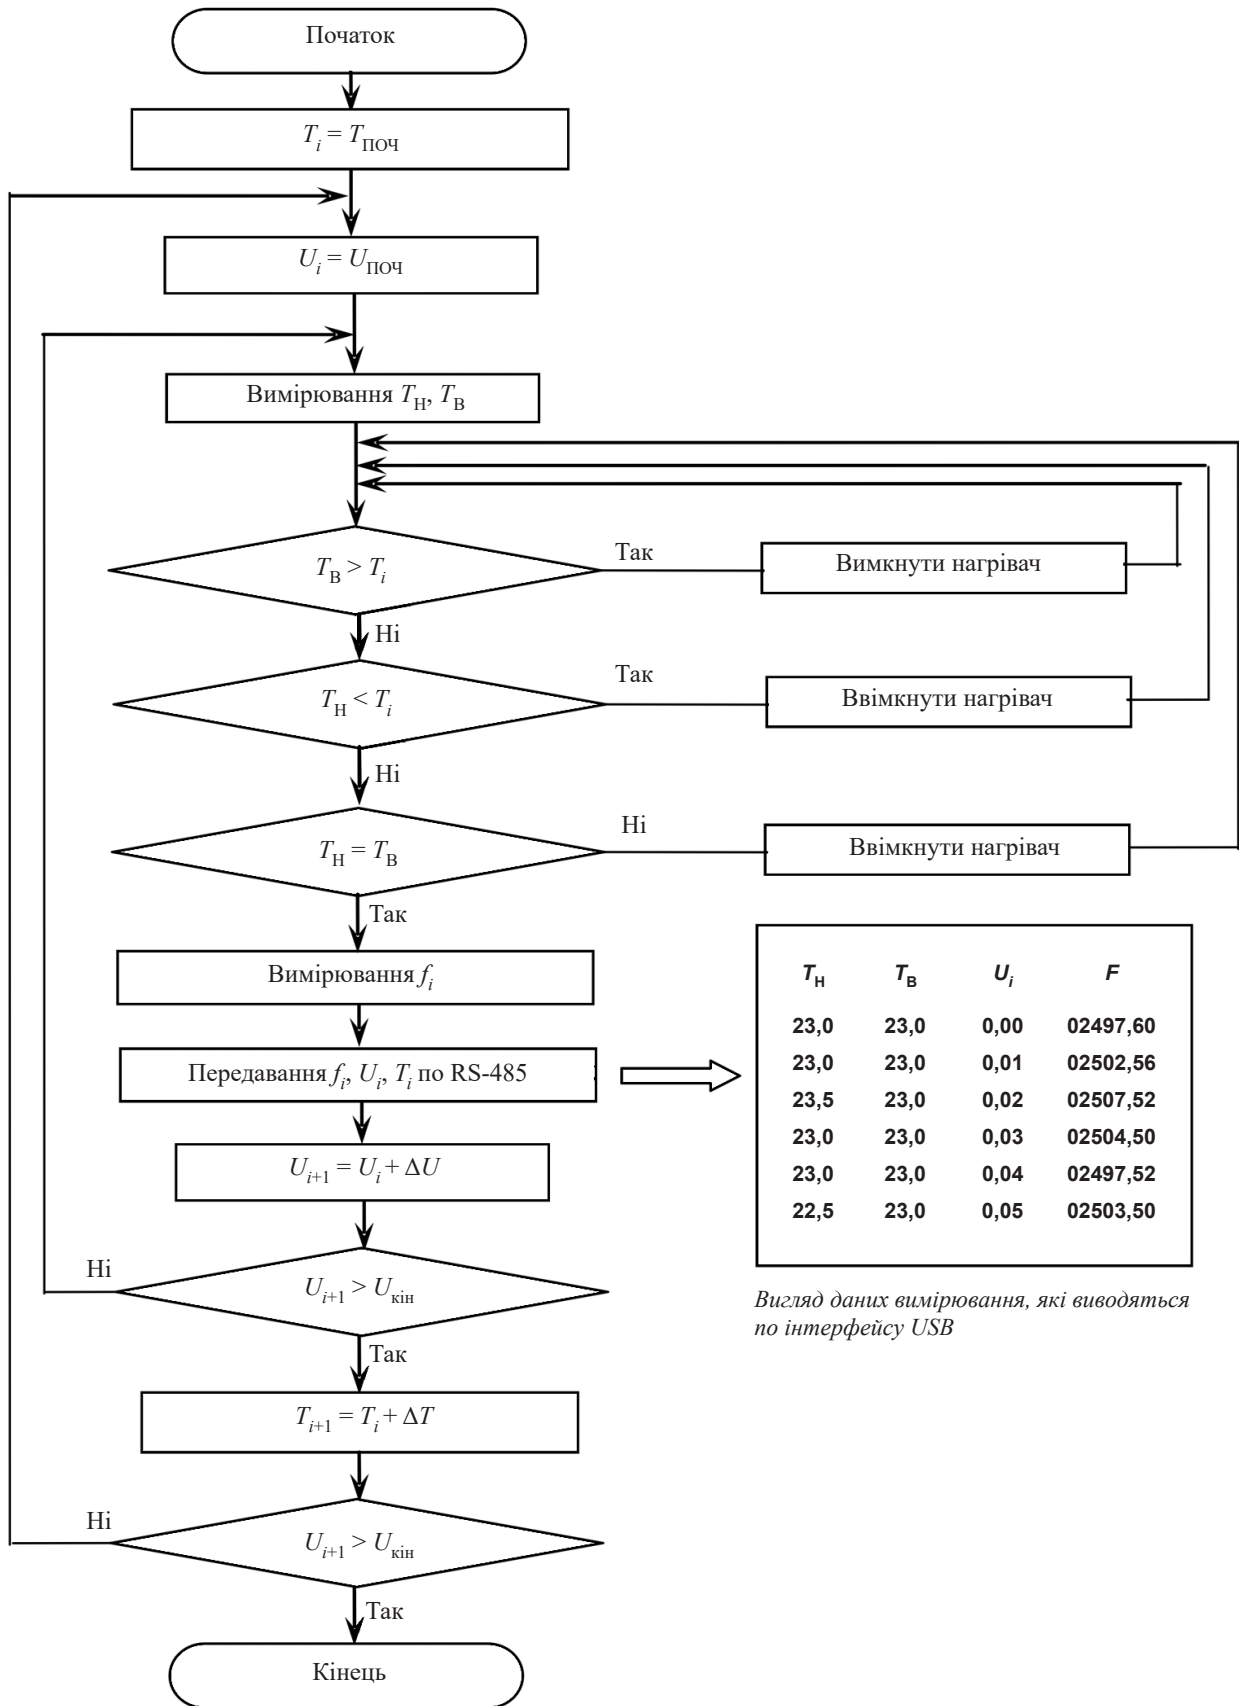 Початок
T_i = T_ПОЧ
U_i = U_ПОЧ
Вимірювання T_Н, T_В
T_В > T_i
Так
Вимкнути нагрівач
Ні
T_Н < T_i
Так
Ввімкнути нагрівач
Ні
T_Н = T_В
Ні
Ввімкнути нагрівач
Так
Вимірювання f_i
Передавання f_i, U_i, T_i по RS-485
T_Н T_В U_i F
23,0 23,0 0,00 02497,60
23,0 23,0 0,01 02502,56
23,5 23,0 0,02 02507,52
23,0 23,0 0,03 02504,50
23,0 23,0 0,04 02497,52
22,5 23,0 0,05 02503,50
Вигляд даних вимірювання, які виводяться
по інтерфейсу USB
U_{i+1} = U_i + ΔU
Ні
U_{i+1} > U_кін
Так
T_{i+1} = T_i + ΔT
Ні
U_{i+1} > U_кін
Так
Кінець